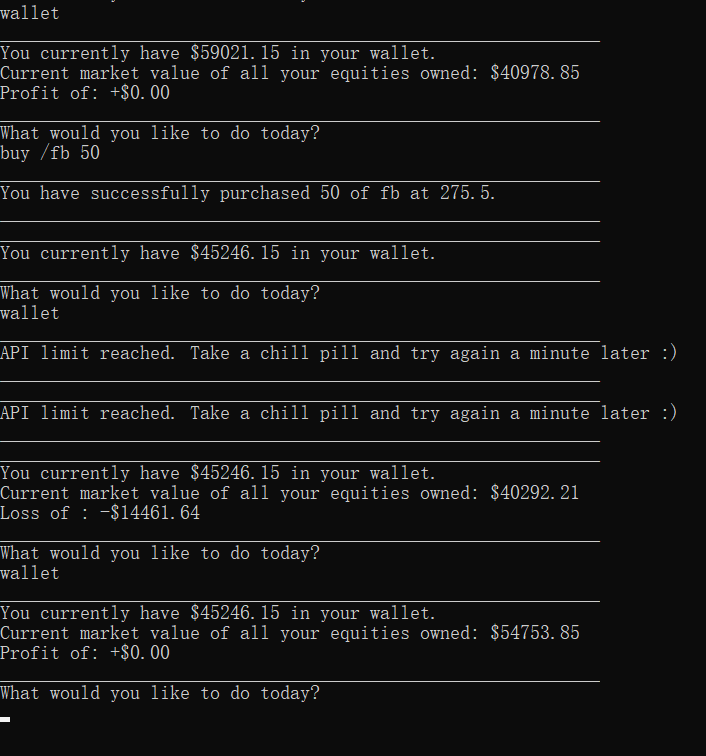 wallet
You currently have $59021.15 in your wallet.
Current market value of all your equities owned: $40978.85
Profit of: +$0.00
What would you like to do today?
buy /fb 50
You have successfully purchased 50 of fb at 275.5.
You currently have $45246.15 in your wallet.
What would you like to do today?
wallet
API limit reached. Take a chill pill and try again a minute later :)
API limit reached. Take a chill pill and try again a minute later :)
You currently have $45246.15 in your wallet.
Current market value of all your equities owned: $40292.21
Loss of : -$14461.64
What would you like to do today?
wallet
You currently have $45246.15 in your wallet.
Current market value of all your equities owned: $54753.85
Profit of: +$0.00
What would you like to do today?